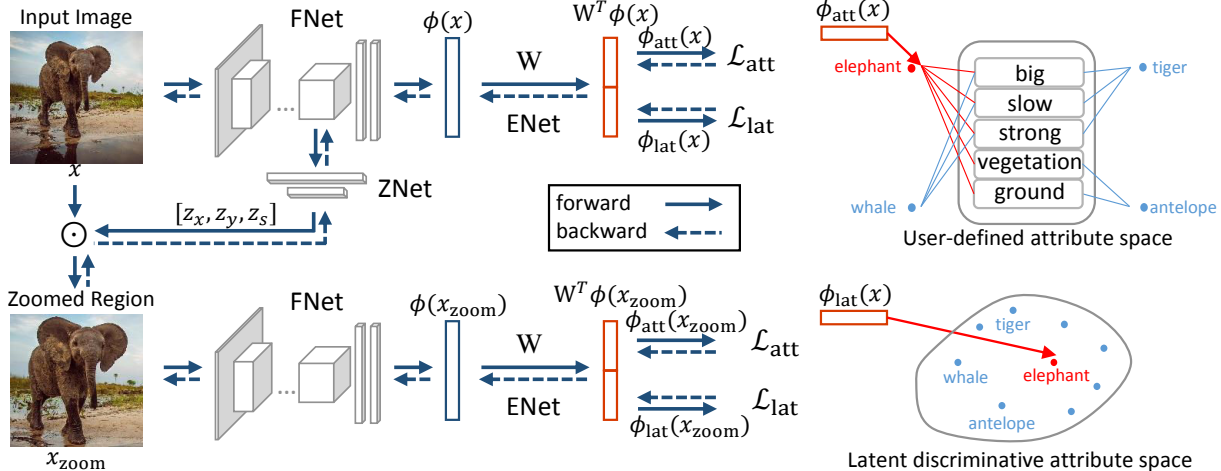 Input Image
FNet
ϕ(x)
W^T ϕ(x)
ϕ_att(x)
W
ℒ_att
ENet
ϕ_lat(x)
ℒ_lat
...
x
ZNet
[z_x, z_y, z_s]
forward
backward
Zoomed Region
FNet
ϕ(x_zoom)
W^T ϕ(x_zoom)
ϕ_att(x_zoom)
W
ℒ_att
ENet
ϕ_lat(x_zoom)
ℒ_lat
...
x_zoom
ϕ_att(x)
elephant
big
tiger
slow
strong
vegetation
ground
whale
antelope
User-defined attribute space
ϕ_lat(x)
tiger
whale
elephant
antelope
Latent discriminative attribute space